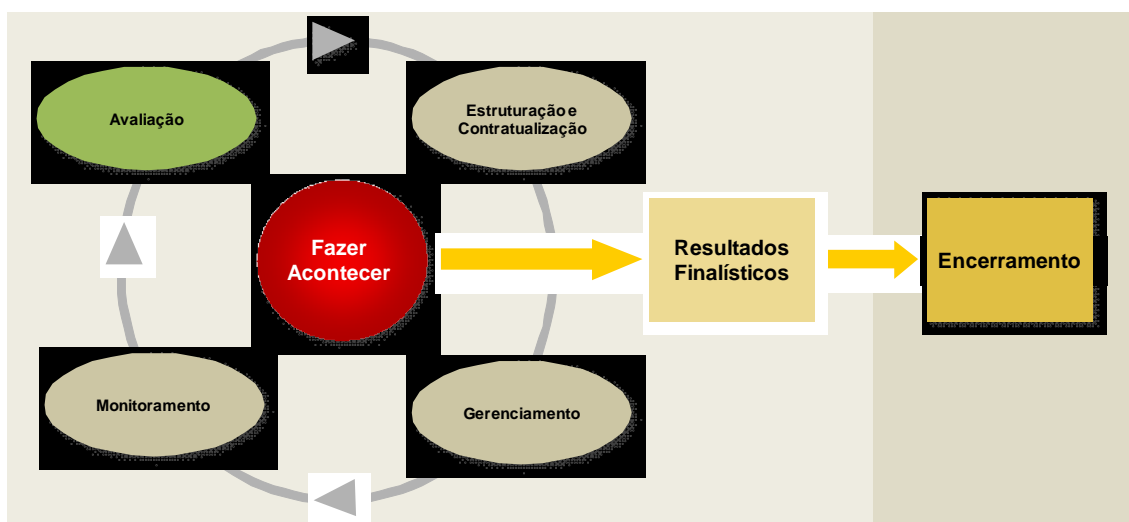 Avaliação
Estruturação e
Contratualização
Fazer
Acontecer
Resultados
Finalísticos
Encerramento
Monitoramento
Gerenciamento